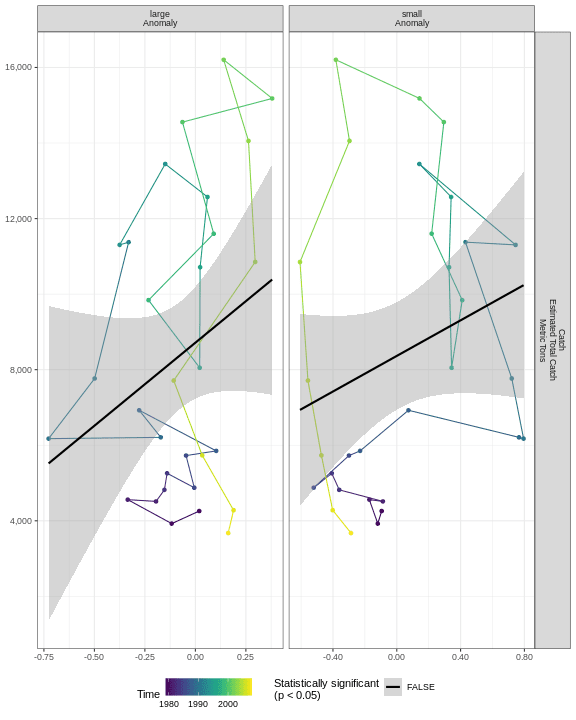 large
Anomaly
small
Anomaly
16,000
12,000
8,000
4,000
Catch
Estimated Total Catch
Metric Tons
-0.75
-0.50
-0.25
0.00
0.25
-0.40
0.00
0.40
0.80
Time
1980
1990
2000
Statistically significant
(p < 0.05)
FALSE